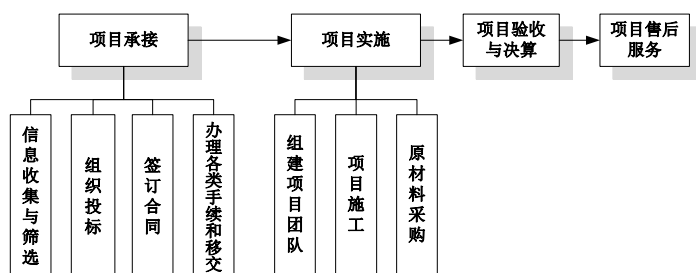 项目承接
项目实施
项目验收
与决算
项目售后
服务
信息收集与筛选
组织投标
签订合同
办理各类手续和移交
组建项目团队
项目施工
原材料采购